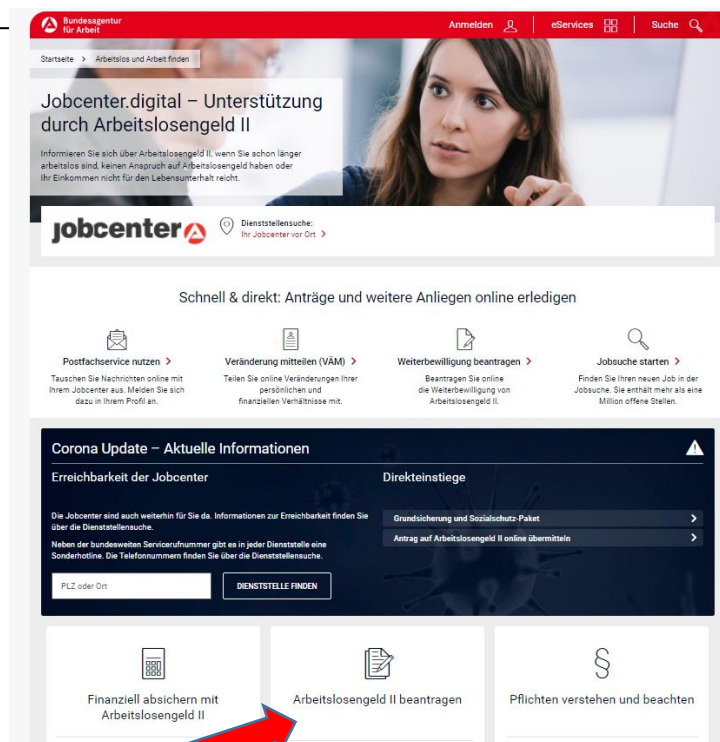 Bundesagentur
für Arbeit
Anmelden
eServices
Suche
Startseite > Arbeitslos und Arbeit finden
Jobcenter.digital – Unterstützung
durch Arbeitslosengeld II
Informieren Sie sich über Arbeitslosengeld II, wenn Sie schon länger
arbeitslos sind, keinen Anspruch auf Arbeitslosengeld haben oder
Ihr Einkommen nicht für den Lebensunterhalt reicht.
jobcenter
Dienststellensuche:
Ihr Jobcenter vor Ort >
Schnell & direkt: Anträge und weitere Anliegen online erledigen
Postfachservice nutzen >
Tauschen Sie Nachrichten online mit
Ihrem Jobcenter aus. Melden Sie sich
dazu in Ihrem Profil an.
Veränderung mitteilen (VÄM) >
Teilen Sie online Veränderungen Ihrer
persönlichen und
finanziellen Verhältnisse mit.
Weiterbewilligung beantragen >
Beantragen Sie online
die Weiterbewilligung von
Arbeitslosengeld II.
Jobsuche starten >
Finden Sie Ihren neuen Job in der
Jobsuche. Sie enthält mehr als eine
Million offene Stellen.
Corona Update – Aktuelle Informationen
Erreichbarkeit der Jobcenter
Die Jobcenter sind auch weiterhin für Sie da. Informationen zur Erreichbarkeit finden Sie
über die Dienststellensuche.
Neben der bundesweiten Servicerufnummer gibt es in jeder Dienststelle eine
Sonderhotline. Die Telefonnummern finden Sie über die Dienststellensuche.
PLZ oder Ort
DIENSTSTELLE FINDEN
Direkteinstiege
Grundsicherung und Sozialschutz-Paket >
Antrag auf Arbeitslosengeld II online übermitteln >
Finanziell absichern mit
Arbeitslosengeld II
Arbeitslosengeld II beantragen
§
Pflichten verstehen und beachten